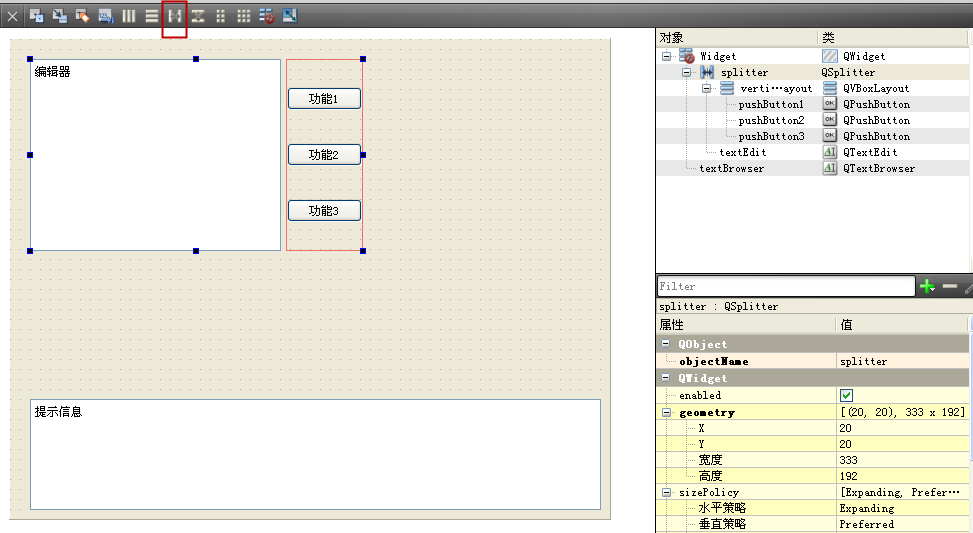 编辑器
功能1
功能2
功能3
提示信息
对象 类
Widget QWidget
splitter QSplitter
verti···ayout QVBoxLayout
pushButton1 QPushButton
pushButton2 QPushButton
pushButton3 QPushButton
textEdit QTextEdit
textBrowser QTextBrowser
Filter
splitter : QSplitter
属性 值
QObject
objectName splitter
QWidget
enabled
geometry [(20, 20), 333 x 192]
X 20
Y 20
宽度 333
高度 192
sizePolicy [Expanding, Prefer···
水平策略 Expanding
垂直策略 Preferred